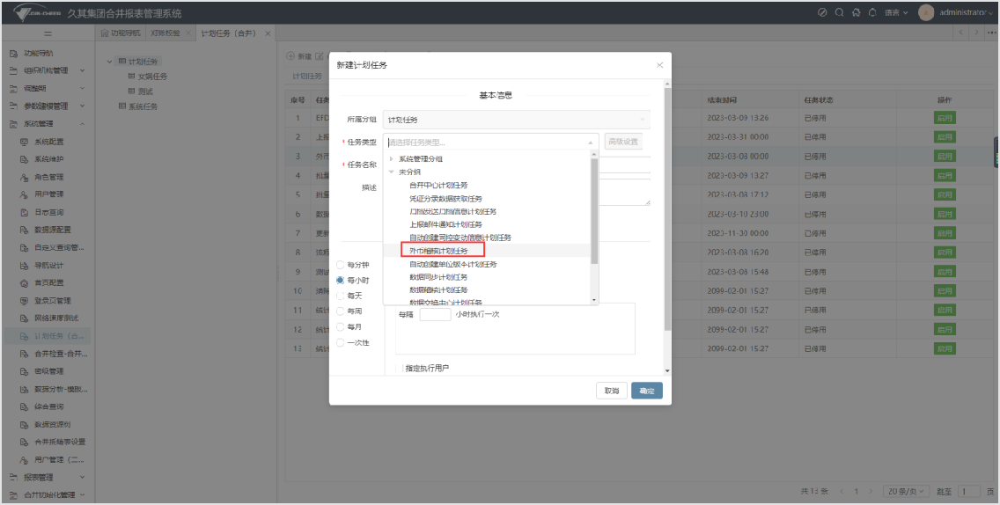 久其集团合并报表管理系统
语言
administrator
功能导航
对账校验
计划任务（合并）
功能导航
组织机构管理
调整期
参数建模管理
系统管理
系统配置
系统维护
角色管理
用户管理
日志查询
数据源配置
自定义查询管...
导航设计
首页配置
登录页管理
网络速度测试
计划任务（合...
合并检查-合并...
密级管理
数据分析-模板...
综合查询
数据资源树
合并抵销表设置
用户管理（二...
报表管理
合并初始化管理
计划任务
女娲任务
测试
系统任务
新建
计划任务
序号 任务 结束时间 任务状态 操作
1 EFD 2023-03-09 13:26 已停用 启用
2 上报 2023-03-31 00:00 已停用 启用
3 外币 2023-03-08 00:00 已停用 启用
4 批量 2023-03-09 13:27 已停用 启用
5 批量 2023-03-08 17:12 已停用 启用
6 数据 2023-03-10 23:00 已停用 启用
7 更新 2023-11-30 00:00 已停用 启用
8 流程 2023-03-08 16:20 已停用 启用
9 测试 2023-03-08 15:48 已停用 启用
10 清除 2099-02-01 15:27 已停用 启用
11 统计 2099-02-01 15:27 已停用 启用
12 统计 2099-02-01 15:27 已停用 启用
13 统计 2099-02-01 15:27 已停用 启用
共 13 条 1 20 条/页 跳至 1 页
新建计划任务
基本信息
所属分组 计划任务
* 任务类型 请选择任务类型... 高级设置
* 任务名称
描述
系统管理分组
未分组
合并中心计划任务
凭证分录数据获取任务
归档发送归档信息计划任务
上报邮件通知计划任务
自动创建同控变动信息计划任务
外币稽核计划任务
自动创建单位版本计划任务
数据同步计划任务
数据稽核计划任务
数据交换中心计划任务
每分钟
每小时
每天
每周
每月
一次性
每隔 小时执行一次
指定执行用户
取消
确定